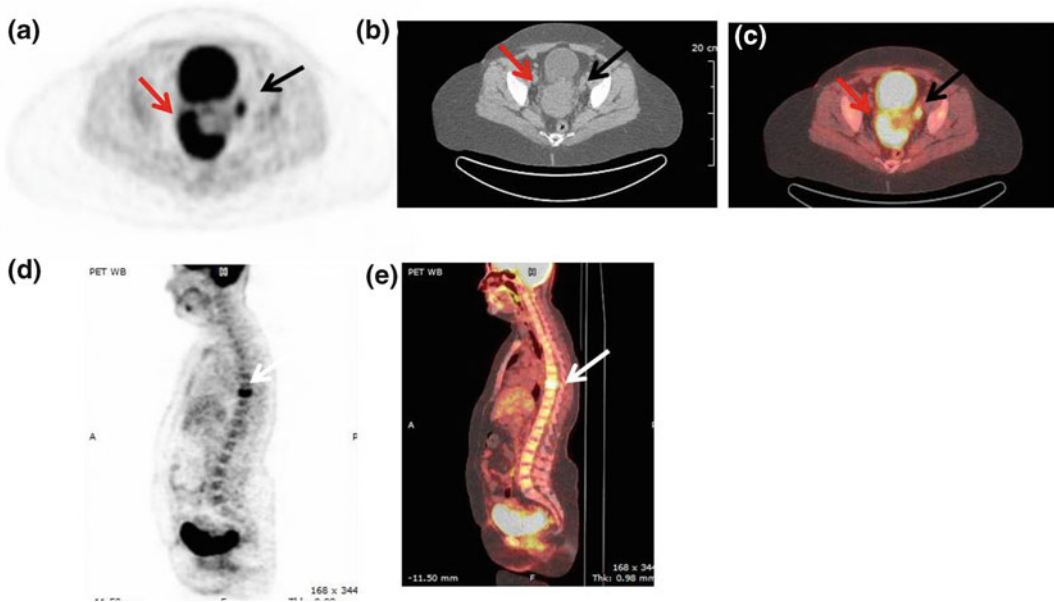 (a)
(b)
20 cm
(c)
(d)
PET WB
H
A
168 x 344
(e)
PET WB
H
A
-11.50 mm
F
168 x 344
Thk: 0.98 mm